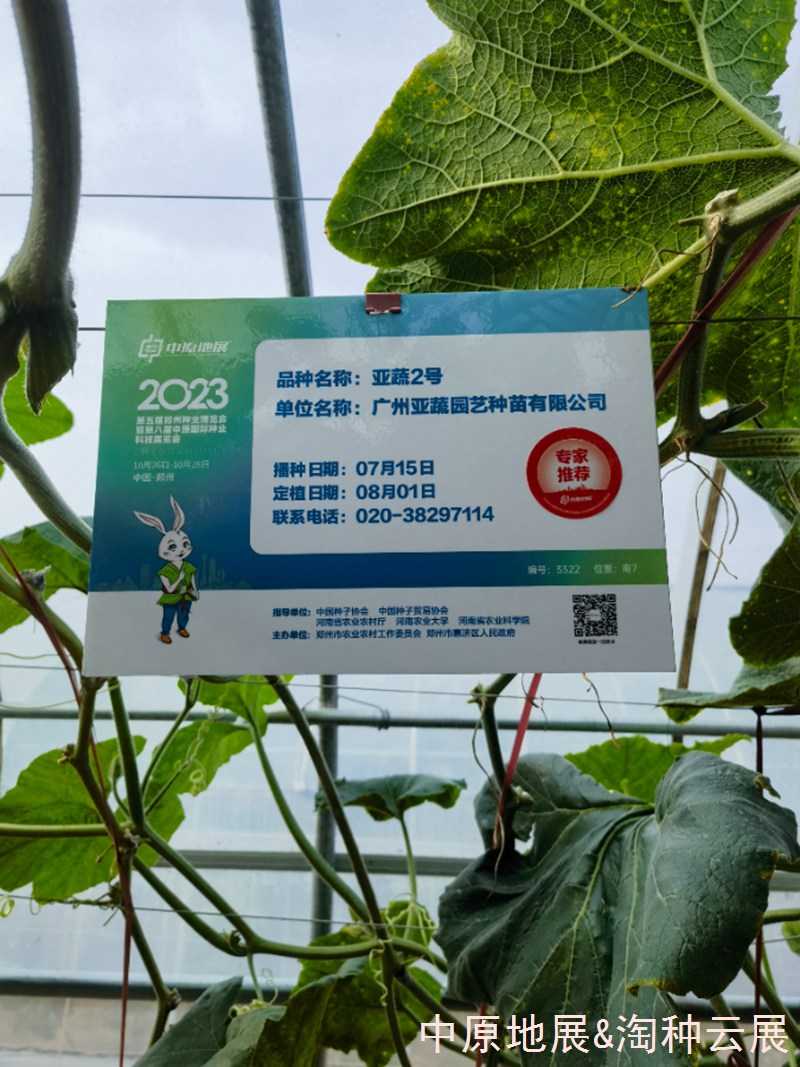 中原地展
2023
第五届郑州种业博览会
暨第八届中原国际种业
科技展览会
10月26日-10月28日
中国·郑州
品种名称：亚蔬2号
单位名称：广州亚蔬园艺种苗有限公司
播种日期：07月15日
定植日期：08月01日
联系电话：020-38297114
专家
推荐
编号：3322 位置：南7
指导单位：中国种子协会 中国种子贸易协会
河南省农业农村厅 河南农业大学 河南省农业科学院
主办单位：郑州市农业农村工作委员会 郑州市惠济区人民政府
中原地展&淘种云展